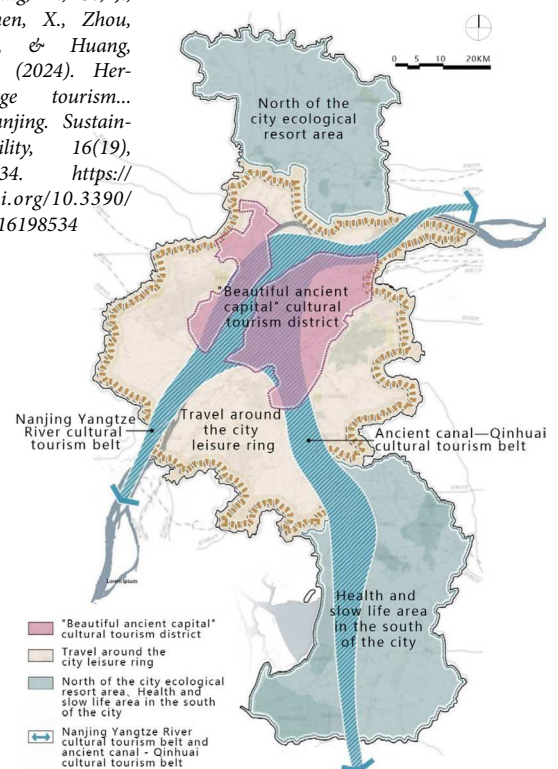 en, X., Zhou,
& Huang,
(2024). Her-
ge tourism...
njing. Sustain-
ility, 16(19),
34. https://
i.org/10.3390/
16198534
0 5 10 20KM
North of the
city ecological
resort area
"Beautiful ancient
capital" cultural
tourism district
Nanjing Yangtze
River cultural
tourism belt
Travel around
the city
leisure ring
Ancient canal—Qinhuai
cultural tourism belt
Lorem Ipsum
Health and
slow life area
in the south
of the city
"Beautiful ancient capital"
cultural tourism district
Travel around the
city leisure ring
North of the city ecological
resort area、Health and
slow life area in the south
of the city
Nanjing Yangtze River
cultural tourism belt and
ancient canal - Qinhuai
cultural tourism belt